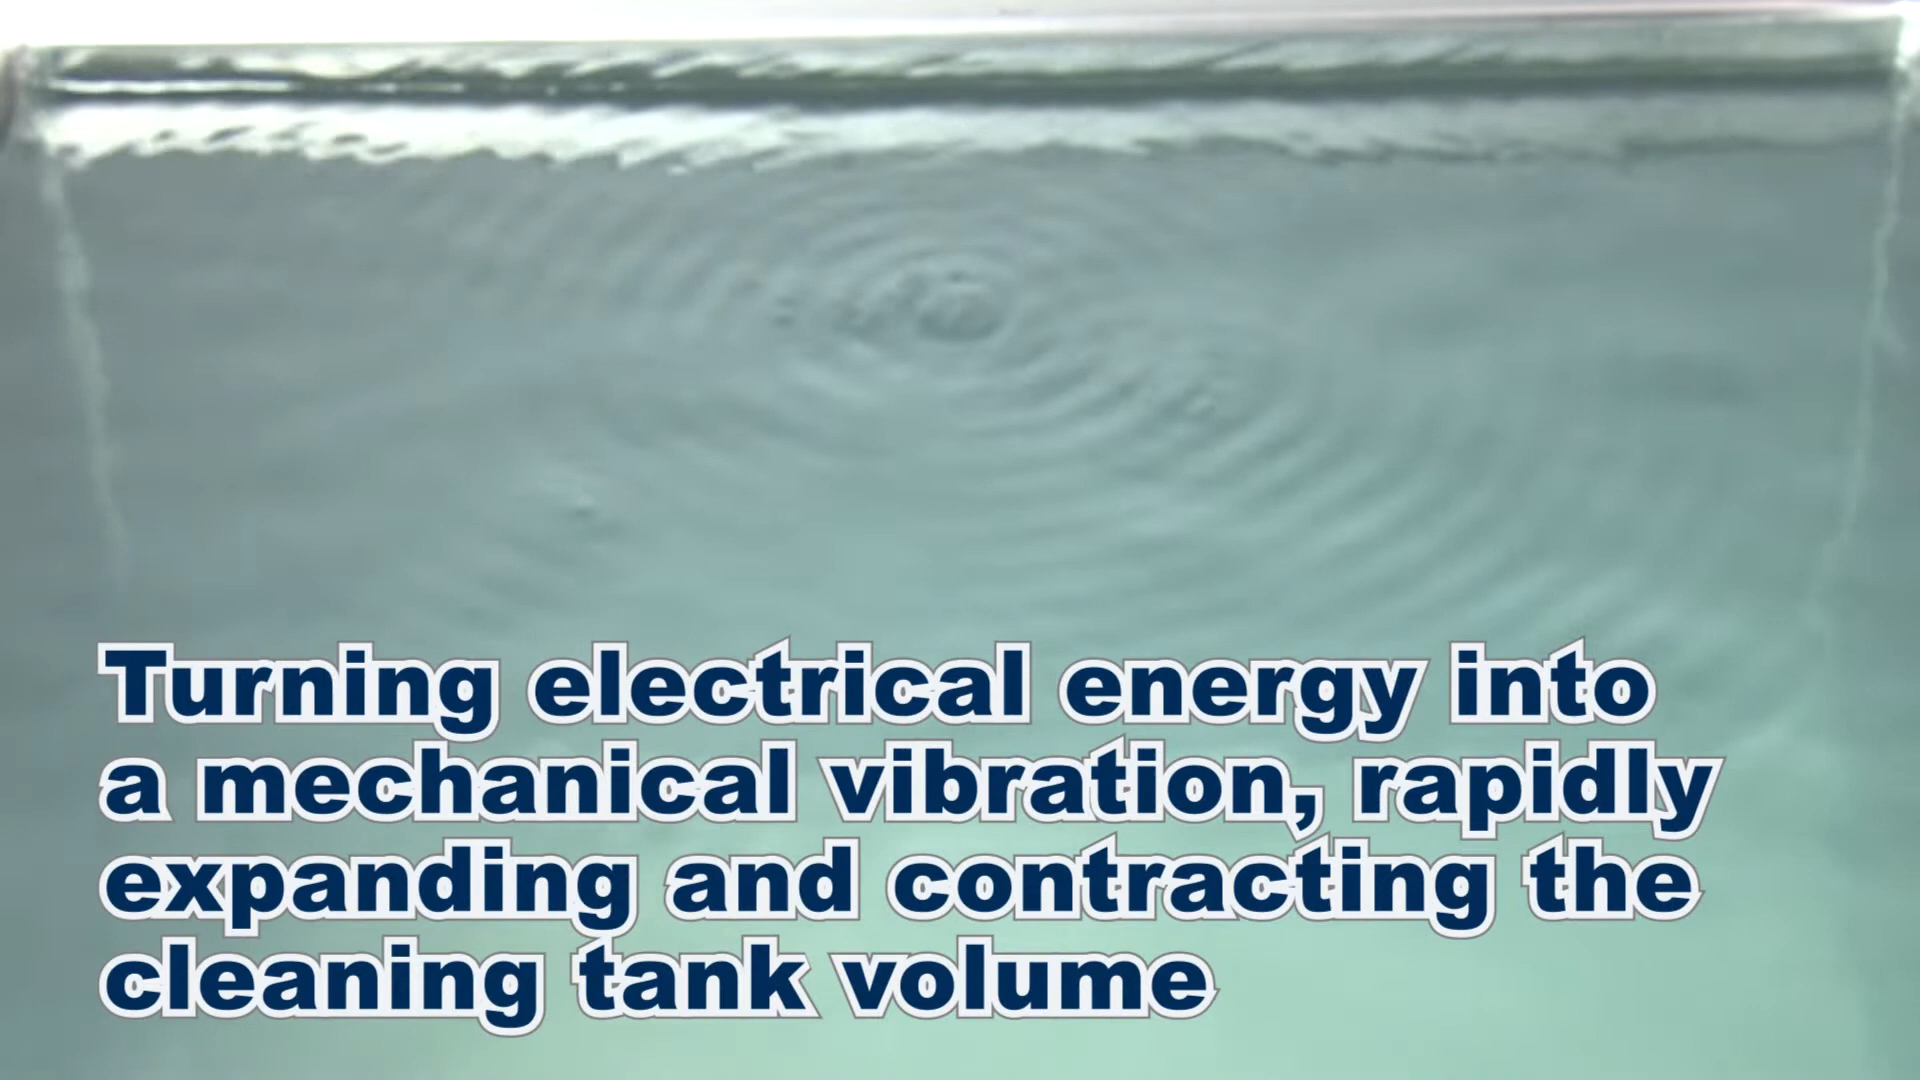 Turning electrical energy into
a mechanical vibration, rapidly
expanding and contracting the
cleaning tank volume